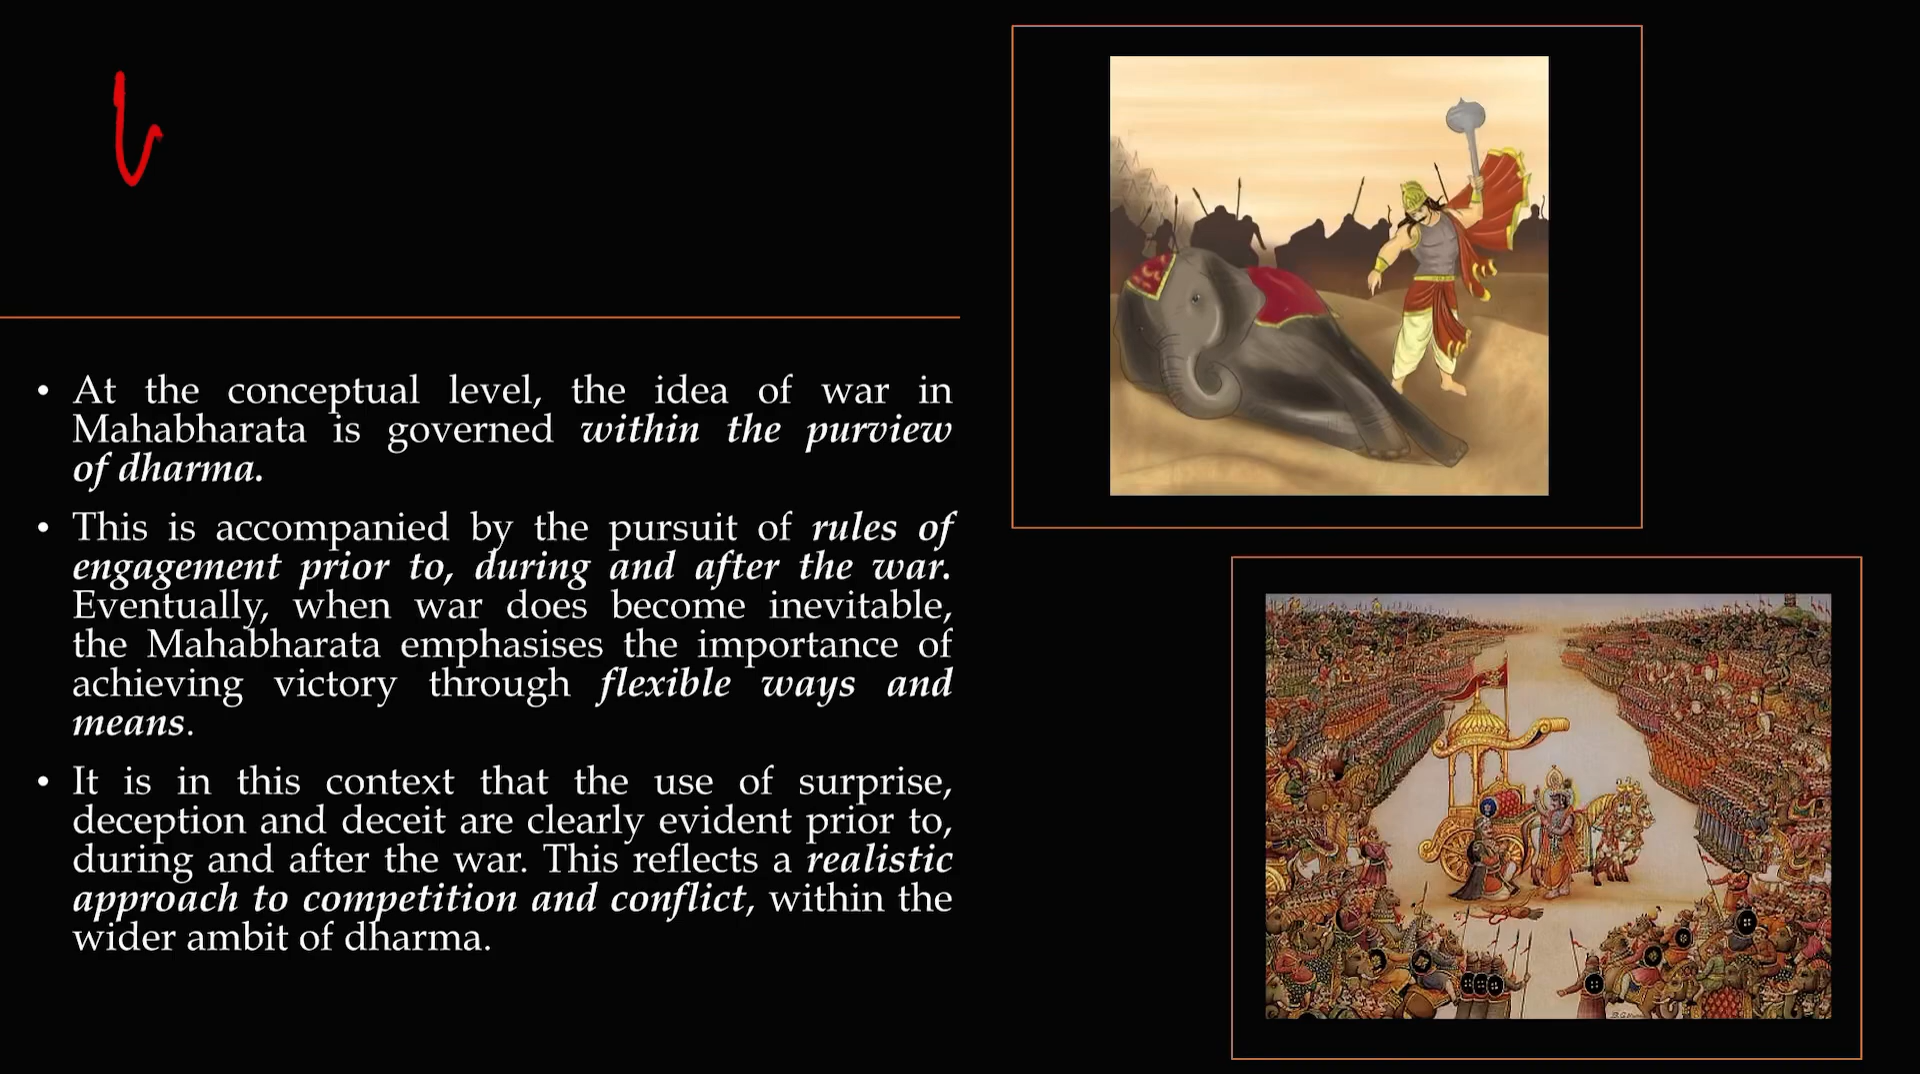 • At the conceptual level, the idea of war in
Mahabharata is governed within the purview
of dharma.
• This is accompanied by the pursuit of rules of
engagement prior to, during and after the war.
Eventually, when war does become inevitable,
the Mahabharata emphasises the importance of
achieving victory through flexible ways and
means.
• It is in this context that the use of surprise,
deception and deceit are clearly evident prior to,
during and after the war. This reflects a realistic
approach to competition and conflict, within the
wider ambit of dharma.